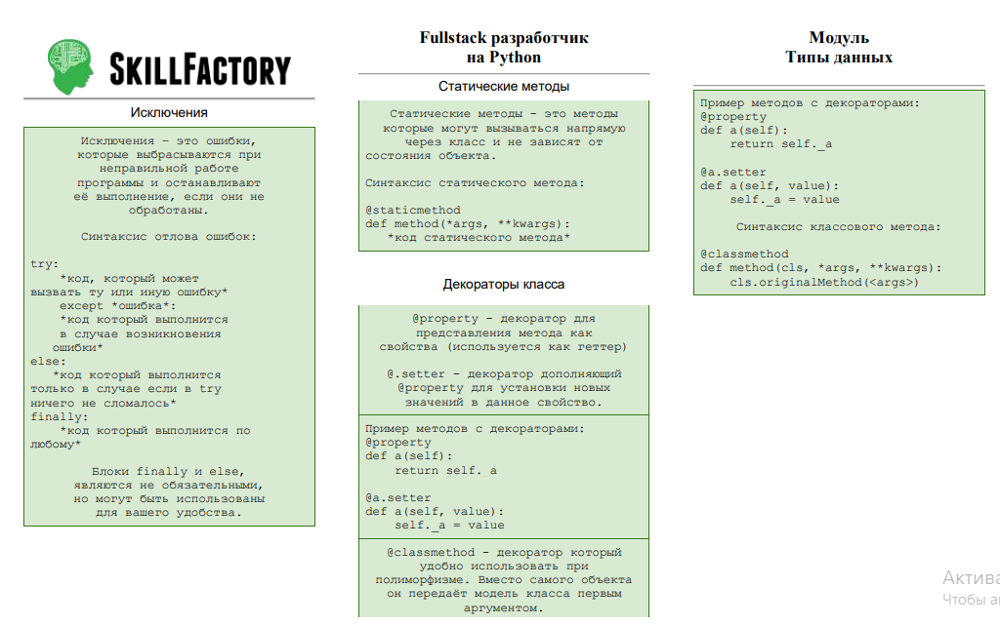 SKILLFACTORY
Исключения
Исключения – это ошибки,
которые выбрасываются при
неправильной работе
программы и останавливают
её выполнение, если они не
обработаны.
Синтаксис отлова ошибок:
try:
*код, который может
вызвать ту или иную ошибку*
except *ошибка*:
*код который выполнится
в случае возникновения
ошибки*
else:
*код который выполнится
только в случае если в try
ничего не сломалось*
finally:
*код который выполнится по
любому*
Блоки finally и else,
являются не обязательными,
но могут быть использованы
для вашего удобства.
Fullstack разработчик
на Python
Статические методы
Статические методы - это методы
которые могут вызываться напрямую
через класс и не зависят от
состояния объекта.
Синтаксис статического метода:
@staticmethod
def method(*args, **kwargs):
*код статического метода*
Декораторы класса
@property - декоратор для
представления метода как
свойства (используется как геттер)
@.setter - декоратор дополняющий
@property для установки новых
значений в данное свойство.
Пример методов с декораторами:
@property
def a(self):
return self. a
@a.setter
def a(self, value):
self._a = value
@classmethod - декоратор который
удобно использовать при
полиморфизме. Вместо самого объекта
он передаёт модель класса первым
аргументом.
Модуль
Типы данных
Пример методов с декораторами:
@property
def a(self):
return self._a
@a.setter
def a(self, value):
self._a = value
Синтаксис классового метода:
@classmethod
def method(cls, *args, **kwargs):
cls.originalMethod(<args>)
Актива
Чтобы а